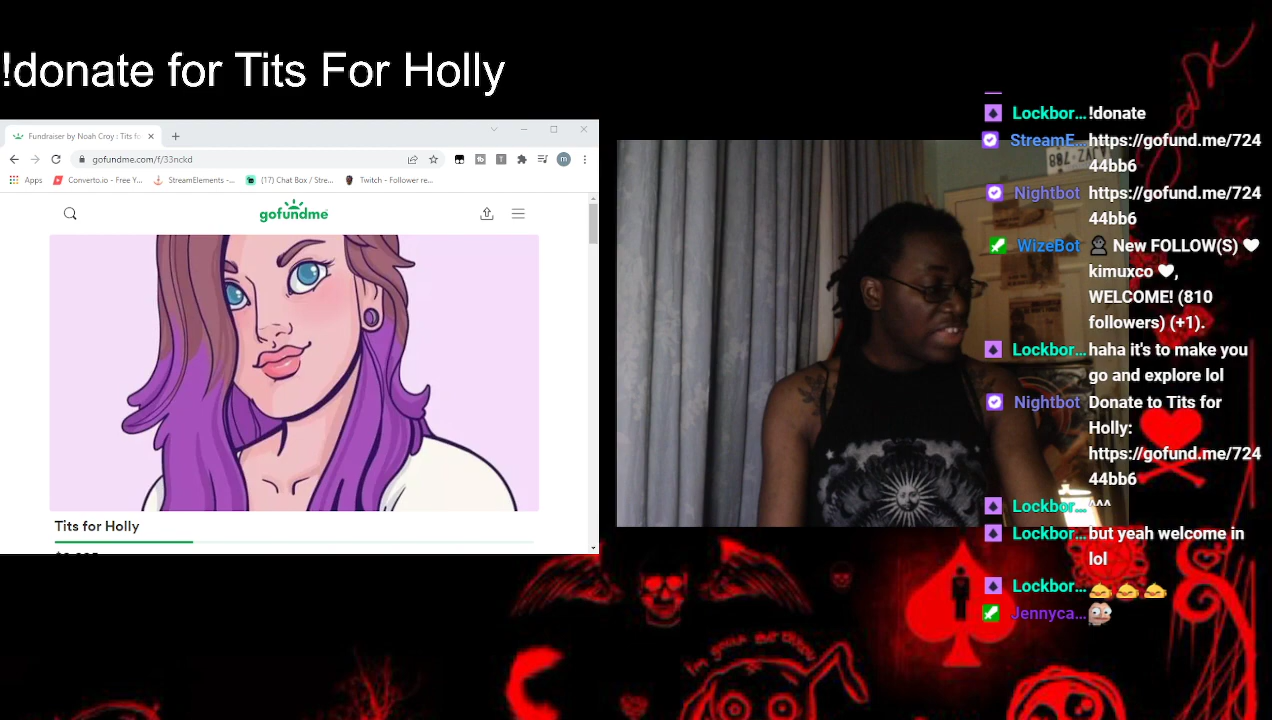 !donate for Tits For Holly
Fundraiser by Noah Croy : Tits fo
gofundme.com/f/33nckd
m
Apps
Converto.io - Free Y...
StreamElements -...
(17) Chat Box / Stre...
Twitch - Follower re...
gofundme
Tits for Holly
Lockbor... !donate
StreamE... https://gofund.me/724
44bb6
Nightbot https://gofund.me/724
44bb6
WizeBot New FOLLOW(S)
kimuxco ,
WELCOME! (810
followers) (+1).
Lockbor... haha it's to make you
go and explore lol
Nightbot Donate to Tits for
Holly:
https://gofund.me/724
44bb6
Lockbor... ^^^
Lockbor... but yeah welcome in
lol
Lockbor...
Jennyca...